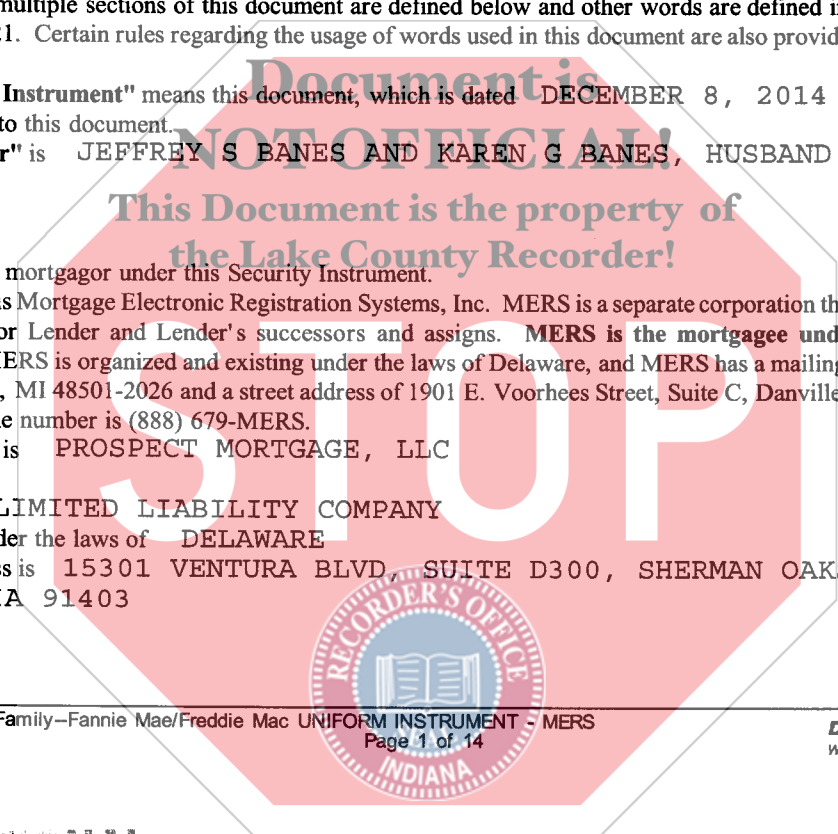 multiple sections of this document are defined below and other words are defined in
21. Certain rules regarding the usage of words used in this document are also provid
Document is
Instrument" means this document, which is dated DECEMBER 8, 2014
to this document.
NOT OFFICIAL!
r" is JEFFREY S BANES AND KAREN G BANES, HUSBAND
This Document is the property of
the Lake County Recorder!
mortgagor under this Security Instrument.
s Mortgage Electronic Registration Systems, Inc. MERS is a separate corporation th
or Lender and Lender's successors and assigns. MERS is the mortgagee und
MERS is organized and existing under the laws of Delaware, and MERS has a mailing
, MI 48501-2026 and a street address of 1901 E. Voorhees Street, Suite C, Danville
e number is (888) 679-MERS.
is PROSPECT MORTGAGE, LLC
STOP
LIMITED LIABILITY COMPANY
der the laws of DELAWARE
ss is 15301 VENTURA BLVD, SUITE D300, SHERMAN OAK
IA 91403
RECORDER'S OFFICE
SEAL
INDIANA
Family–Fannie Mae/Freddie Mac UNIFORM INSTRUMENT - MERS
Page 1 of 14